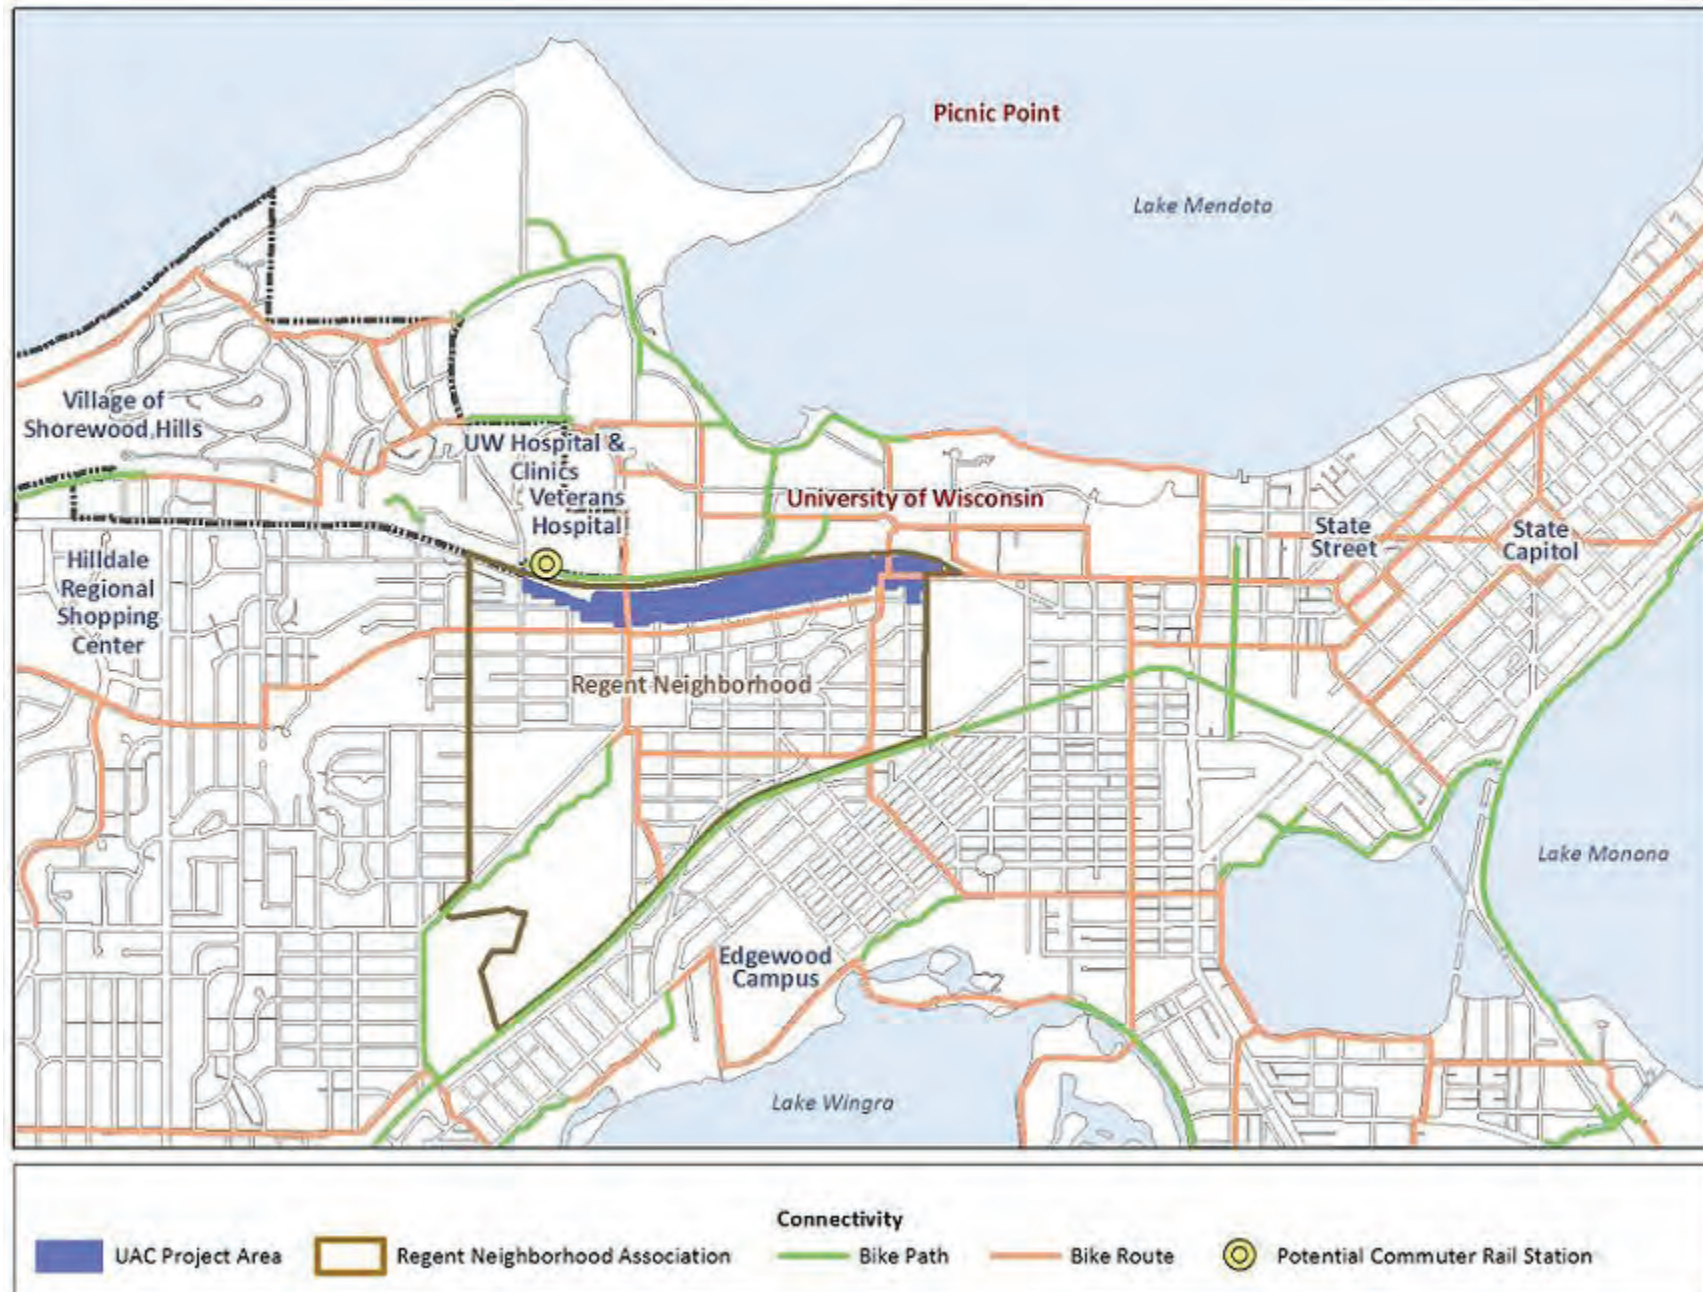 Picnic Point
Lake Mendota
Village of
Shorewood Hills
UW Hospital &
Clinics
Veterans
Hospital
University of Wisconsin
State
Street
State
Capitol
Hilldale
Regional
Shopping
Center
Regent Neighborhood
Lake Monona
Edgewood
Campus
Lake Wingra
Connectivity
UAC Project Area
Regent Neighborhood Association
Bike Path
Bike Route
Potential Commuter Rail Station